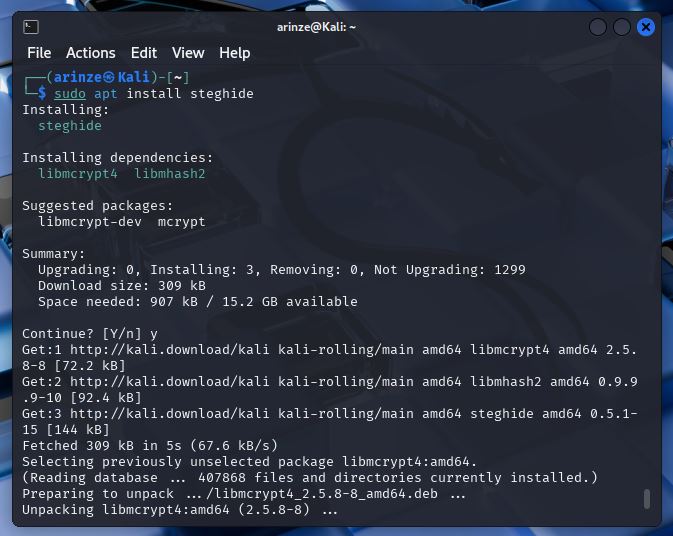 arinze@Kali: ~
File Actions Edit View Help
┌──(arinze㉿Kali)-[~]
└─$ sudo apt install steghide
Installing:
  steghide

Installing dependencies:
  libmcrypt4  libmhash2

Suggested packages:
  libmcrypt-dev  mcrypt

Summary:
  Upgrading: 0, Installing: 3, Removing: 0, Not Upgrading: 1299
  Download size: 309 kB
  Space needed: 907 kB / 15.2 GB available

Continue? [Y/n] y
Get:1 http://kali.download/kali kali-rolling/main amd64 libmcrypt4 amd64 2.5.
8-8 [72.2 kB]
Get:2 http://kali.download/kali kali-rolling/main amd64 libmhash2 amd64 0.9.9
.9-10 [92.4 kB]
Get:3 http://kali.download/kali kali-rolling/main amd64 steghide amd64 0.5.1-
15 [144 kB]
Fetched 309 kB in 5s (67.6 kB/s)
Selecting previously unselected package libmcrypt4:amd64.
(Reading database ... 407868 files and directories currently installed.)
Preparing to unpack .../libmcrypt4_2.5.8-8_amd64.deb ...
Unpacking libmcrypt4:amd64 (2.5.8-8) ...